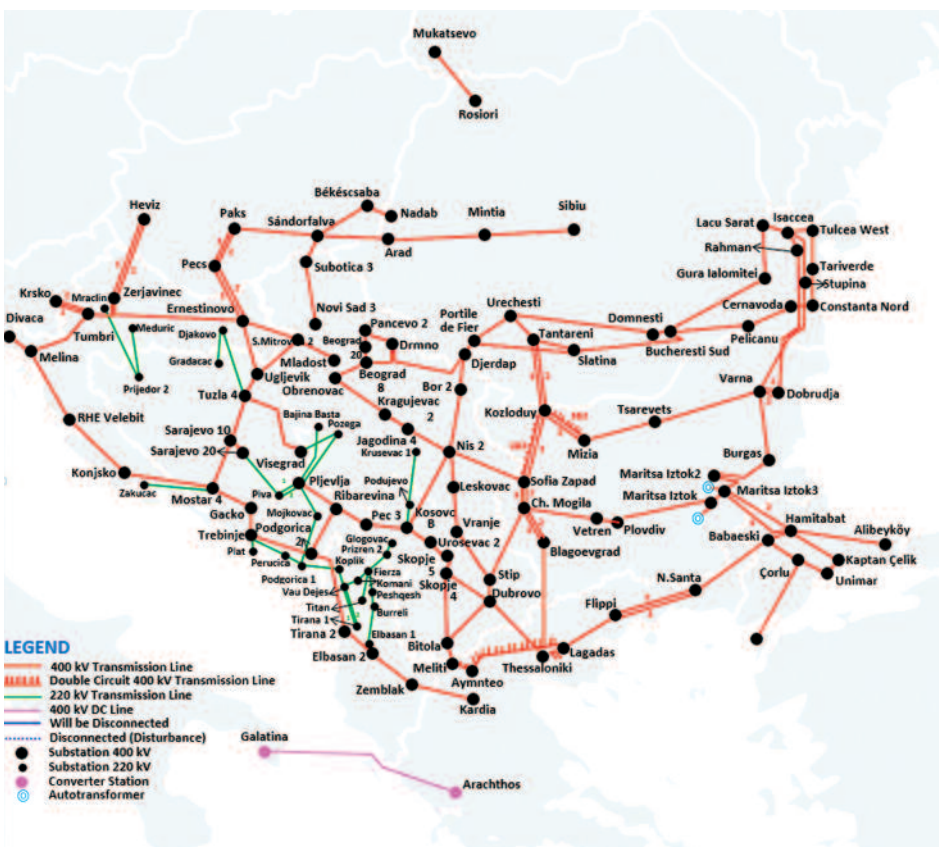 Mukatsevo
Rosiori
Heviz
Paks
Békéscsaba
Sándorfalva
Nadab
Mintia
Sibiu
Arad
Lacu Sarat
Isaccea
Tulcea West
Rahman
Pecs
Subotica 3
Gura Ialomitei
Tariverde
Stupina
Krsko
Mraclin
Zerjavinec
Ernestinovo
Novi Sad 3
Urechesti
Portile
de Fier
Domnesti
Cernavoda
Constanta Nord
Divaca
Tumbri
Meduric
Djakovo
S.Mitrovica 2
Pancevo 2
Beograd
20
Drmno
Tantareni
Pelicanu
Melina
Gradacac
Mladost
Djerdap
Slatina
Bucheresti Sud
Prijedor 2
Ugljevik
Obrenovac
Beograd
8
Bor 2
Varna
Dobrudja
Tuzla 4
Kragujevac
2
Kozloduy
Tsarevets
RHE Velebit
Bajina Basta
Pozega
Jagodina 4
Mizia
Sarajevo 10
Sarajevo 20
Krusevac 1
Nis 2
Burgas
Visegrad
Konjsko
Zakucac
Mostar 4
Piva
Pljevlja
Podujevo
Leskovac
Sofia Zapad
Maritsa Iztok2
Maritsa Iztok
Maritsa Iztok3
Ribarevina
Gacko
Mojkovac
Pec 3
Kosovc
B
Ch. Mogila
Vranje
Vetren
Plovdiv
Hamitabat
Alibeyköy
Trebinje
Podgorica
2
Glogovac
Prizren 2
Urosevac 2
Blagoevgrad
Babaeski
Plat
Perucica
Koplik
Fierza
Skopje
5
Podgorica 1
Komani
Stip
Çorlu
Kaptan Çelik
Vau Dejes
Peshqesh
Skopje
4
Dubrovo
N.Santa
Unimar
Titan
Burreli
Flippi
Tirana 1
Tirana 2
Elbasan 1
Bitola
Elbasan 2
Meliti
Aymnteo
Thessaloniki
Lagadas
Zemblak
Kardia
LEGEND
400 kV Transmission Line
Double Circuit 400 kV Transmission Line
220 kV Transmission Line
400 kV DC Line
Will be Disconnected
Disconnected (Disturbance)
Substation 400 kV
Substation 220 kV
Converter Station
Autotransformer
Galatina
Arachthos